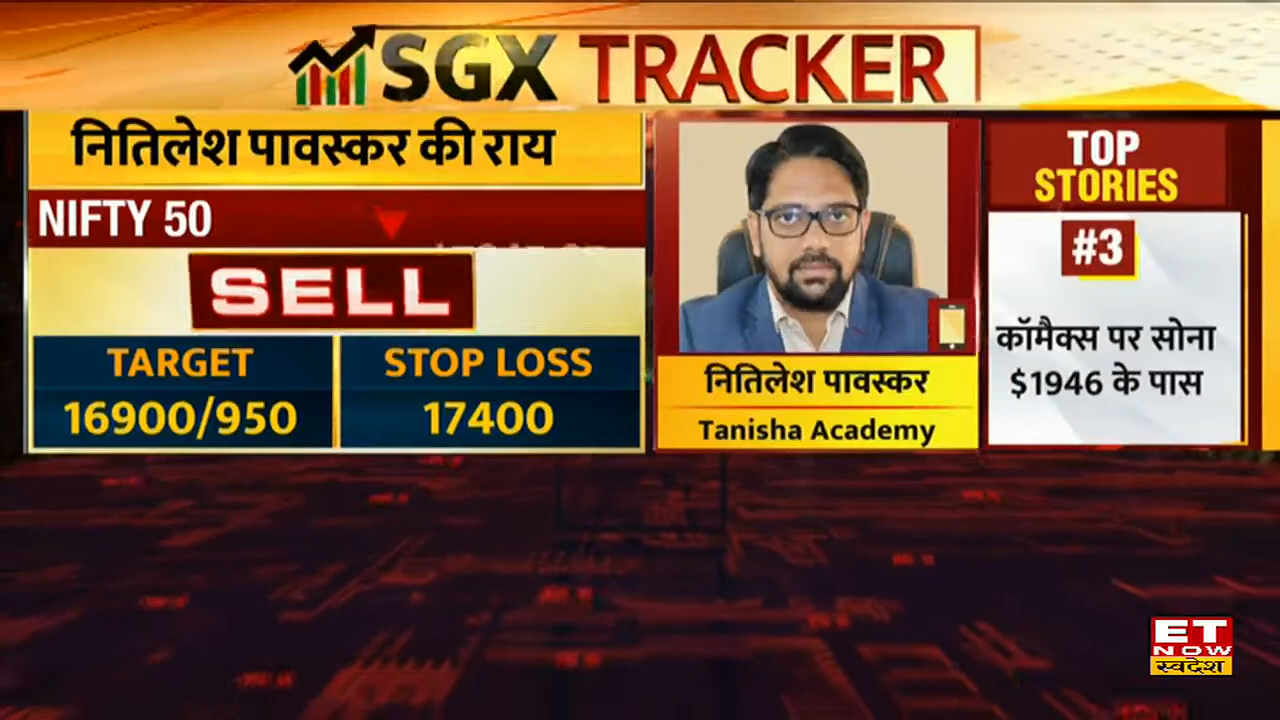 SGX TRACKER
नितिलेश पावस्कर की राय
NIFTY 50
SELL
TARGET
STOP LOSS
16900/950
17400
नितिलेश पावस्कर
Tanisha Academy
TOP
STORIES
#3
कॉमैक्स पर सोना
$1946 के पास
ET
NOW
स्वदेश